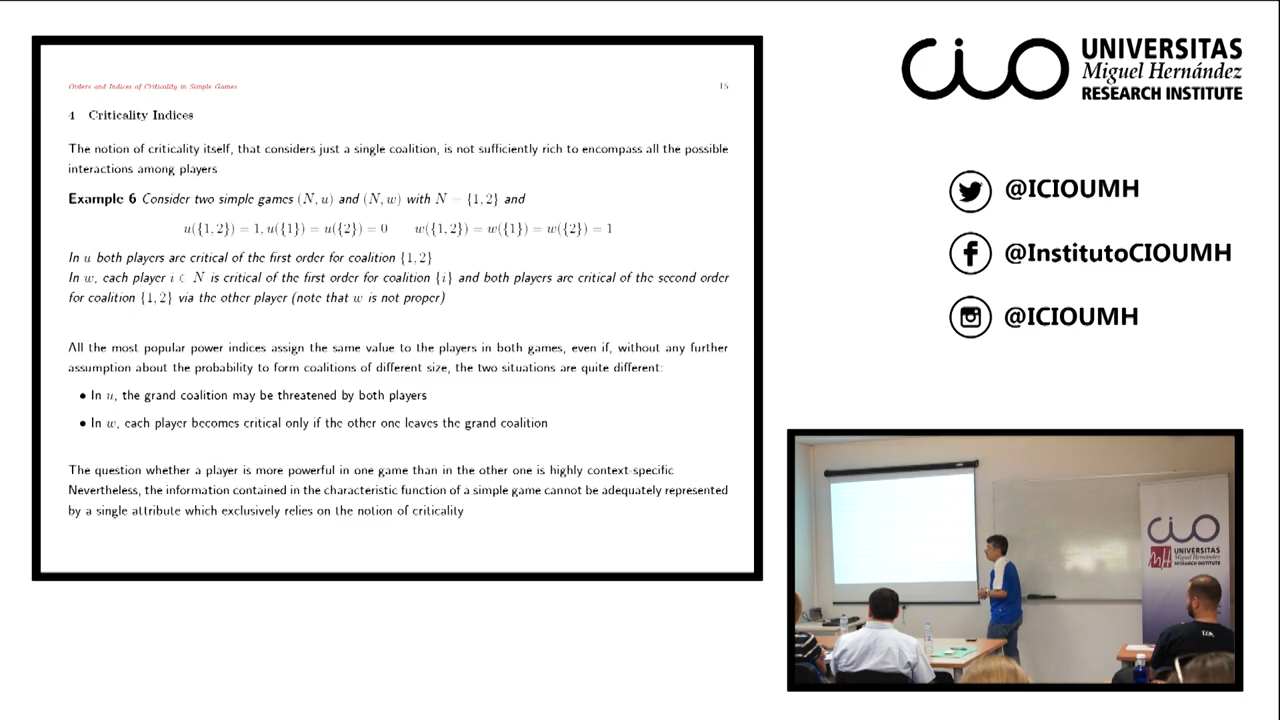 Orders and Indices of Criticality in Simple Games 15
4 Criticality Indices
The notion of criticality itself, that considers just a single coalition, is not sufficiently rich to encompass all the possible
interactions among players
Example 6 Consider two simple games (N, u) and (N, w) with N = {1, 2} and
u({1, 2}) = 1, u({1}) = u({2}) = 0 w({1, 2}) = w({1}) = w({2}) = 1
In u both players are critical of the first order for coalition {1, 2}
In w, each player i ∈ N is critical of the first order for coalition {i} and both players are critical of the second order
for coalition {1, 2} via the other player (note that w is not proper)
All the most popular power indices assign the same value to the players in both games, even if, without any further
assumption about the probability to form coalitions of different size, the two situations are quite different:
• In u, the grand coalition may be threatened by both players
• In w, each player becomes critical only if the other one leaves the grand coalition
The question whether a player is more powerful in one game than in the other one is highly context-specific
Nevertheless, the information contained in the characteristic function of a simple game cannot be adequately represented
by a single attribute which exclusively relies on the notion of criticality
cio UNIVERSITAS
Miguel Hernández
RESEARCH INSTITUTE
@ICIOUMH
@InstitutoCIOUMH
@ICIOUMH
cio
UNIVERSITAS
Miguel Hernández
RESEARCH INSTITUTE